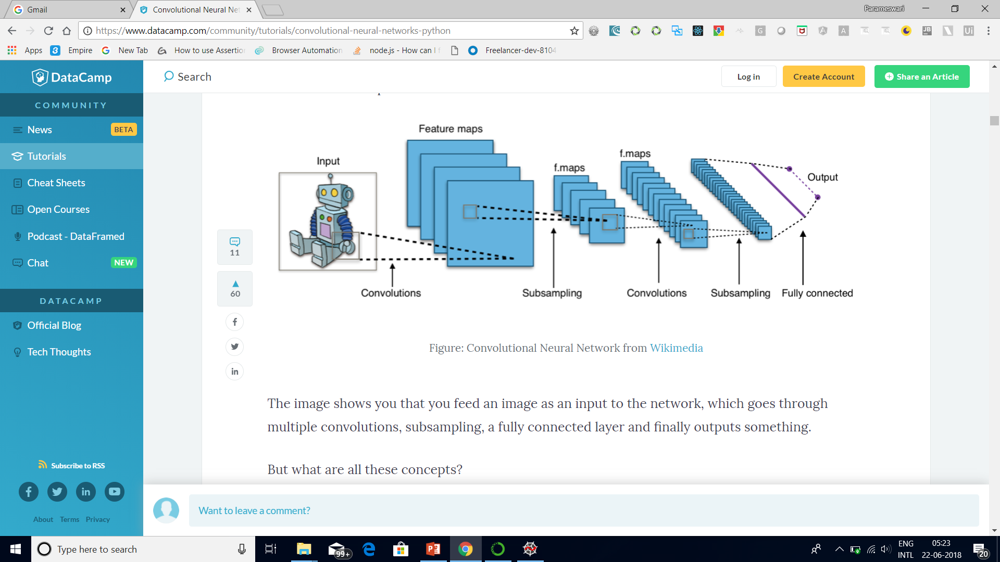 Gmail
Convolutional Neural Net
Parameswari
https://www.datacamp.com/community/tutorials/convolutional-neural-networks-python
Apps
Empire
New Tab
How to use Assertio
Browser Automation
node.js - How can I f
Freelancer-dev-8104
DataCamp
Search
Log in
Create Account
Share an Article
COMMUNITY
News
BETA
Tutorials
Cheat Sheets
Open Courses
Podcast - DataFramed
Chat
NEW
DATACAMP
Official Blog
Tech Thoughts
Subscribe to RSS
About Terms Privacy
11
60
Feature maps
Input
f.maps
f.maps
Output
Convolutions
Subsampling
Convolutions
Subsampling
Fully connected
Figure: Convolutional Neural Network from Wikimedia
The image shows you that you feed an image as an input to the network, which goes through
multiple convolutions, subsampling, a fully connected layer and finally outputs something.
But what are all these concepts?
Want to leave a comment?
Type here to search
99+
ENG
INTL
05:23
22-06-2018
20